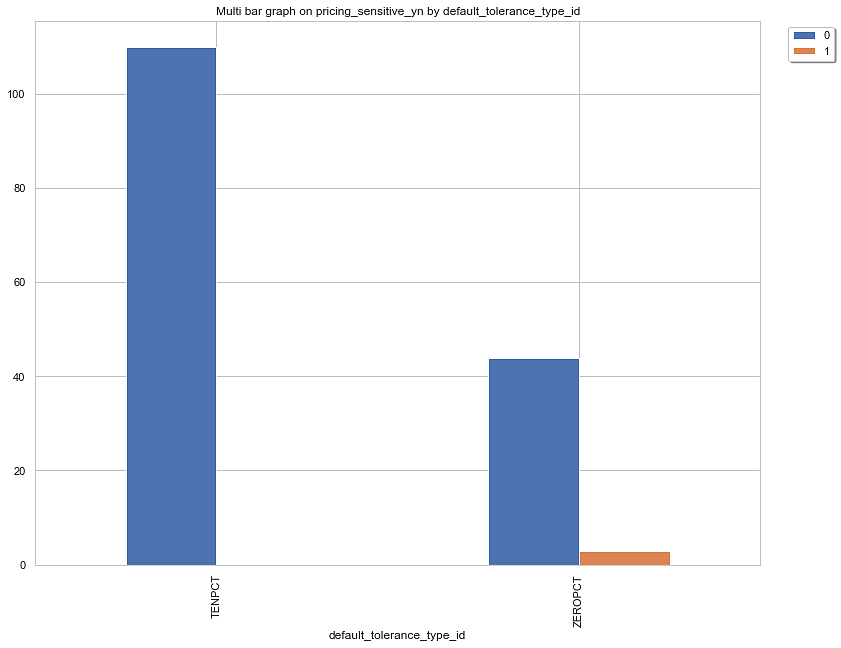 Multi bar graph on pricing_sensitive_yn by default_tolerance_type_id
0
1
100
80
60
40
20
0
TENPCT
ZEROPCT
default_tolerance_type_id